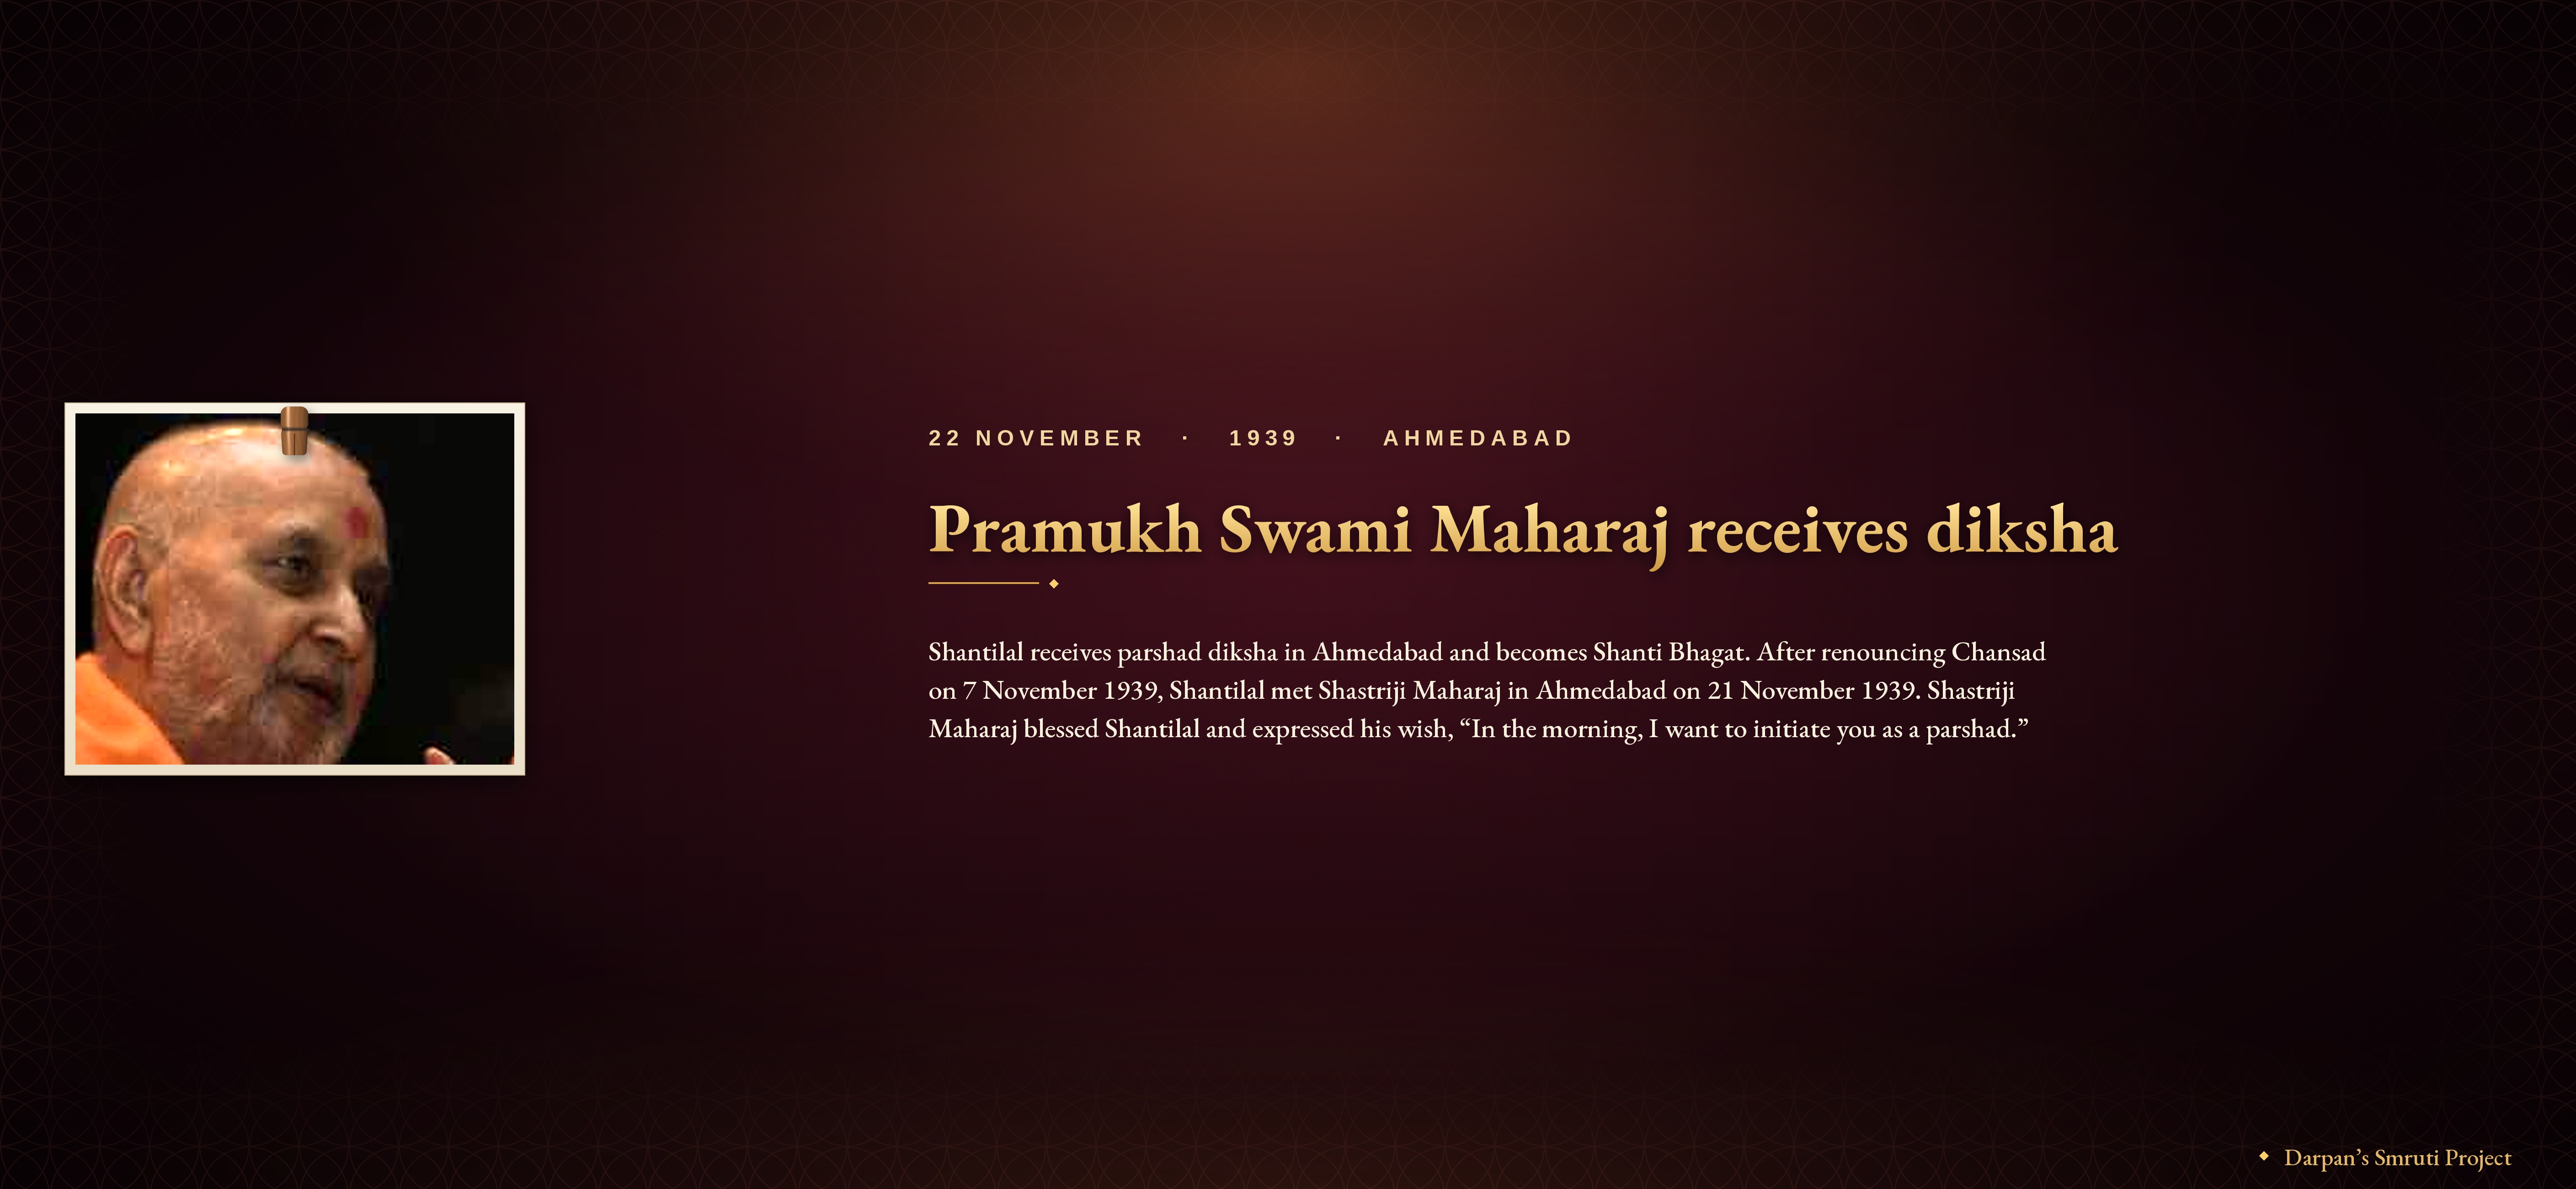 22 NOVEMBER · 1939 · AHMEDABAD
Pramukh Swami Maharaj receives diksha
Shantilal receives parshad diksha in Ahmedabad and becomes Shanti Bhagat. After renouncing Chansad
on 7 November 1939, Shantilal met Shastriji Maharaj in Ahmedabad on 21 November 1939. Shastriji
Maharaj blessed Shantilal and expressed his wish, “In the morning, I want to initiate you as a parshad.”
Darpan’s Smruti Project